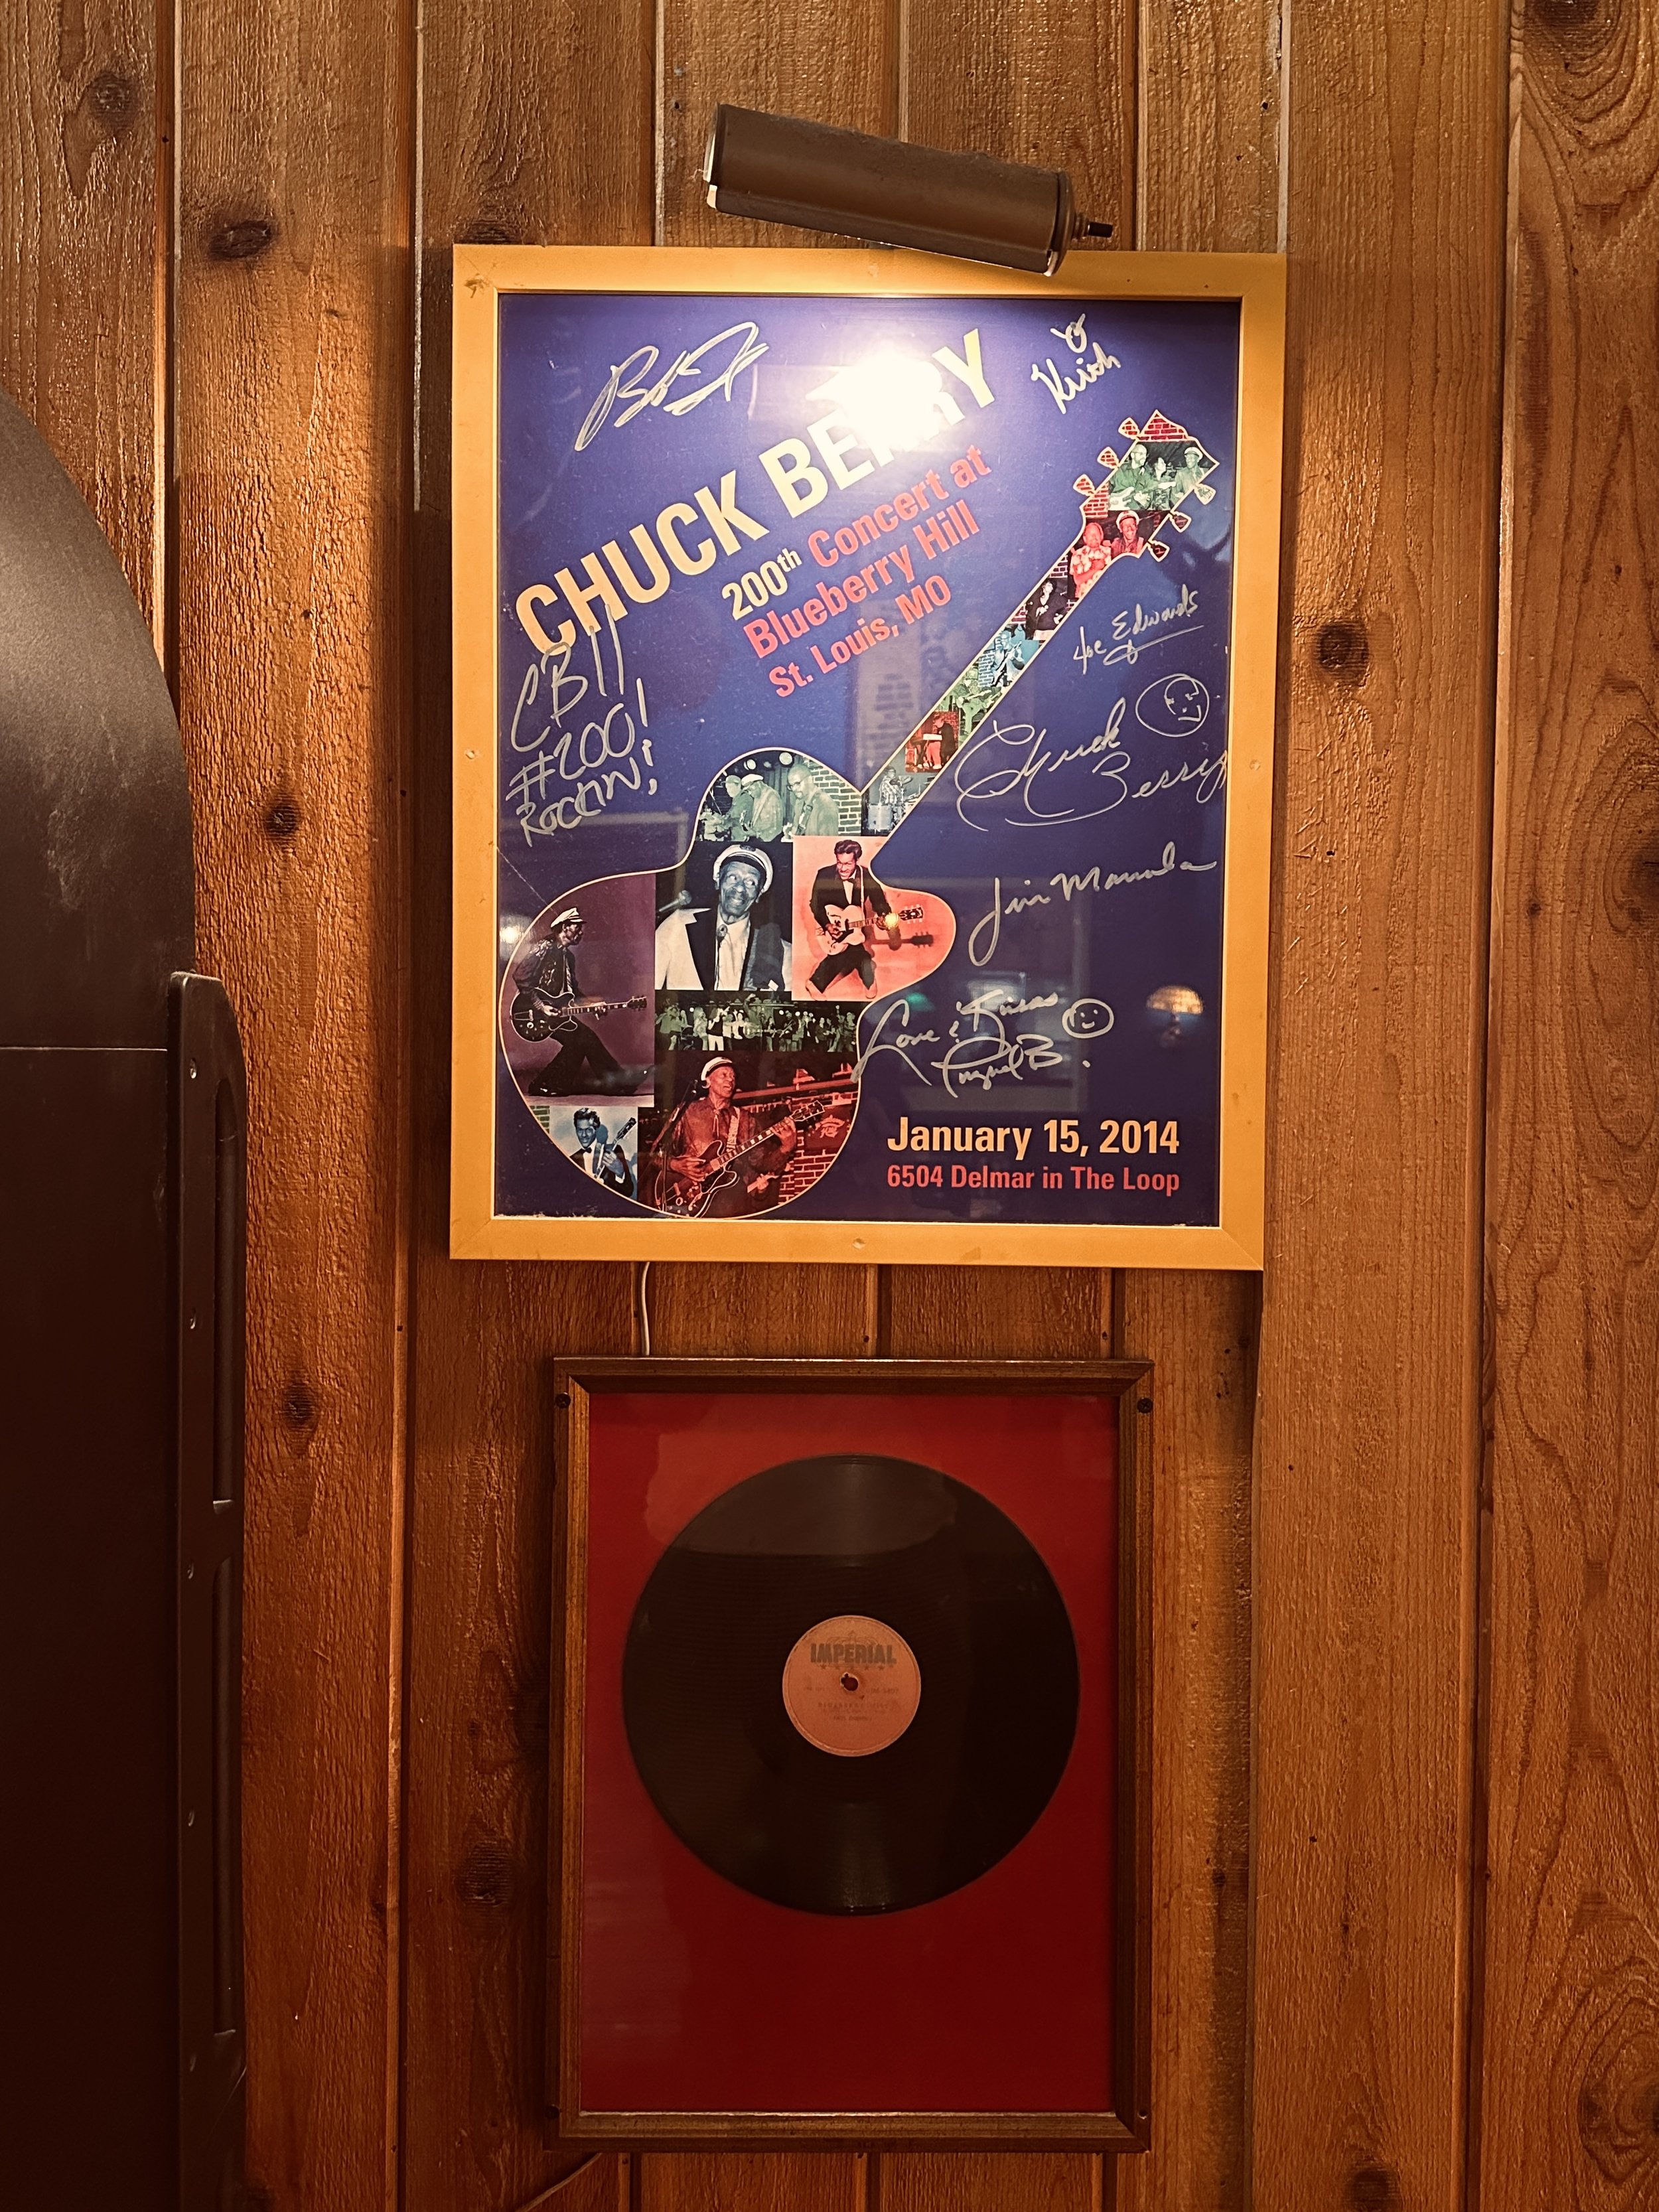 CHUCK BERRY
200th Concert at
Blueberry Hill
St. Louis, MO
Keith
CB II
#200!
ROCKIN!
Joe Edwards
Chuck
Berry
Jim
Love & Kisses
January 15, 2014
6504 Delmar in The Loop
IMPERIAL